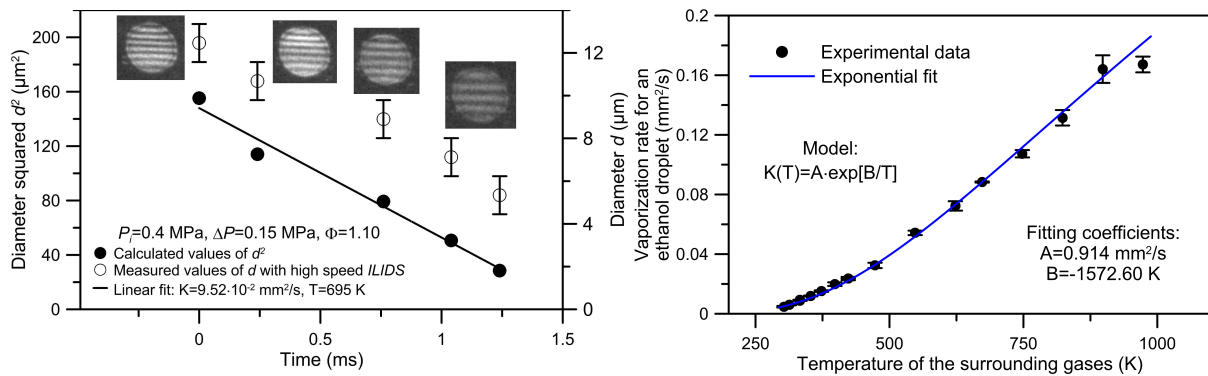 Diameter squared d² (µm²)
200
160
120
80
40
0
P_i=0.4 MPa, ΔP=0.15 MPa, Φ=1.10
Calculated values of d²
Measured values of d with high speed ILIDS
Linear fit: K=9.52·10⁻² mm²/s, T=695 K
0
0.5
1
1.5
Time (ms)
12
8
4
0
Diameter d (µm)
Vaporization rate for an
ethanol droplet (mm²/s)
0.2
0.16
0.12
0.08
0.04
0
Experimental data
Exponential fit
Model:
K(T)=A·exp[B/T]
Fitting coefficients:
A=0.914 mm²/s
B=-1572.60 K
250
500
750
1000
Temperature of the surrounding gases (K)